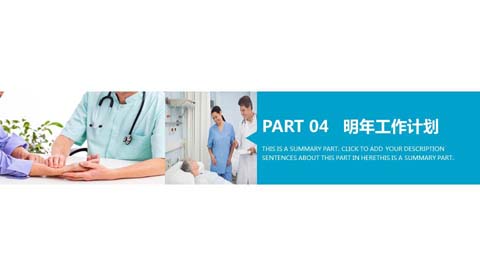 PART 04 明年工作计划
THIS IS A SUMMARY PART. CLICK TO ADD YOUR DESCRIPTION
SENTENCES ABOUT THIS PART IN HERETHIS IS A SUMMARY PART.